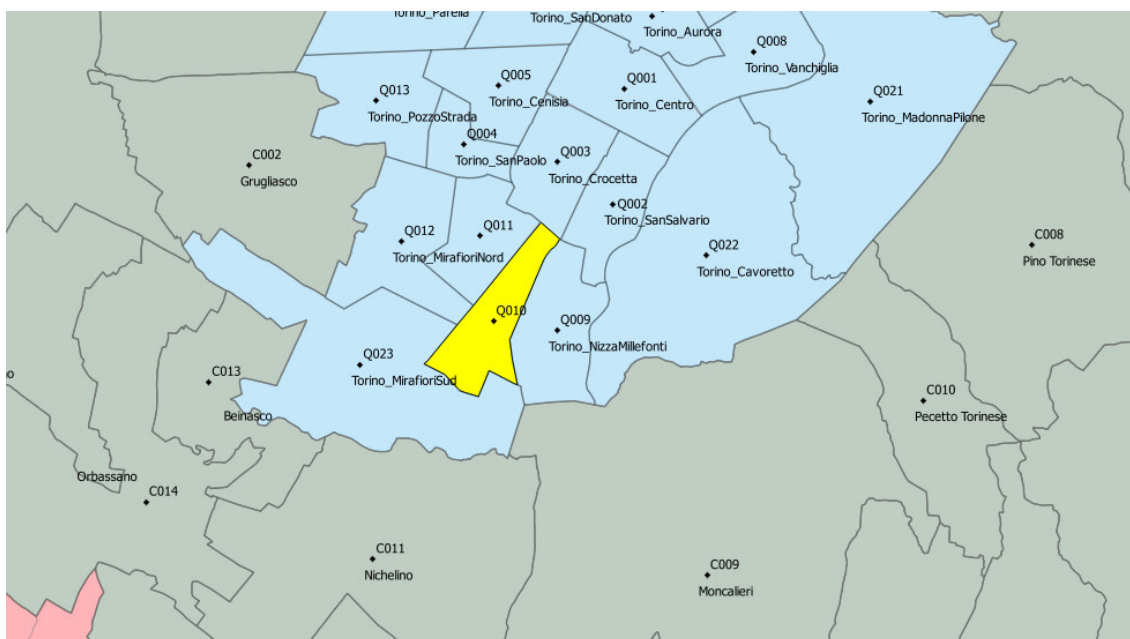 Torino_Parella
Torino_SanDonato
Torino_Aurora
Q008
Torino_Vanchiglia
Q005
Torino_Cenisia
Q001
Torino_Centro
Q013
Torino_PozzoStrada
Q021
Torino_MadonnaPilone
Q004
Torino_SanPaolo
C002
Grugliasco
Q003
Torino_Crocetta
Q002
Torino_SanSalvario
Q012
Torino_MirafioriNord
Q011
Q022
Torino_Cavoretto
C008
Pino Torinese
Q010
Q009
Torino_NizzaMillefonti
Q023
Torino_MirafioriSud
C013
Beinasco
C010
Pecetto Torinese
Orbassano
C014
C011
Nichelino
C009
Moncalieri